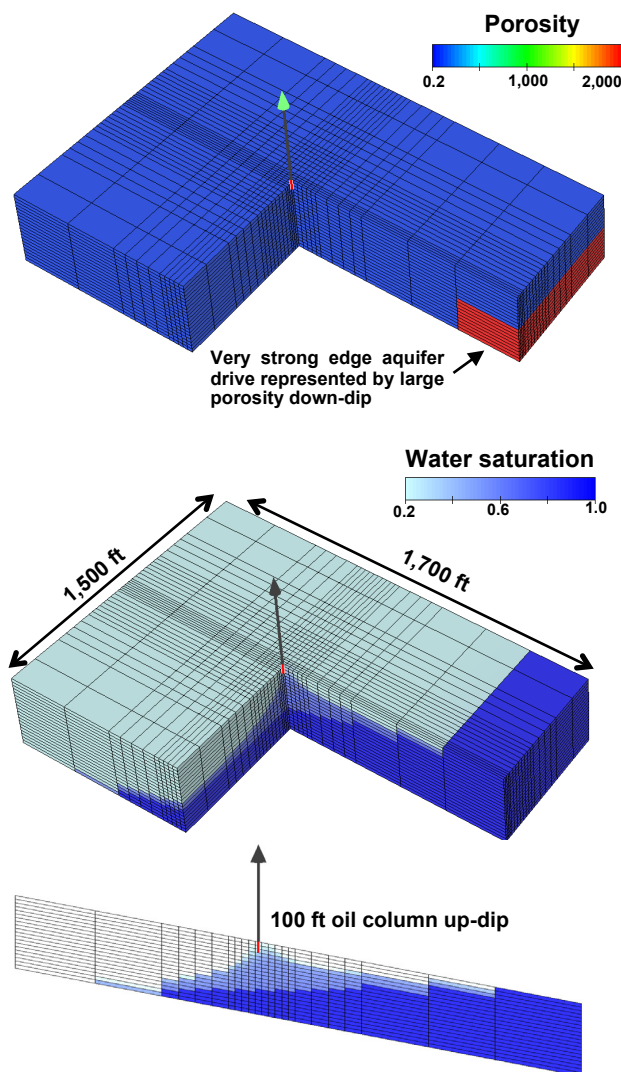 Porosity
0.2 1,000 2,000
Very strong edge aquifer
drive represented by large
porosity down-dip
Water saturation
0.2 0.6 1.0
1,500 ft
1,700 ft
100 ft oil column up-dip